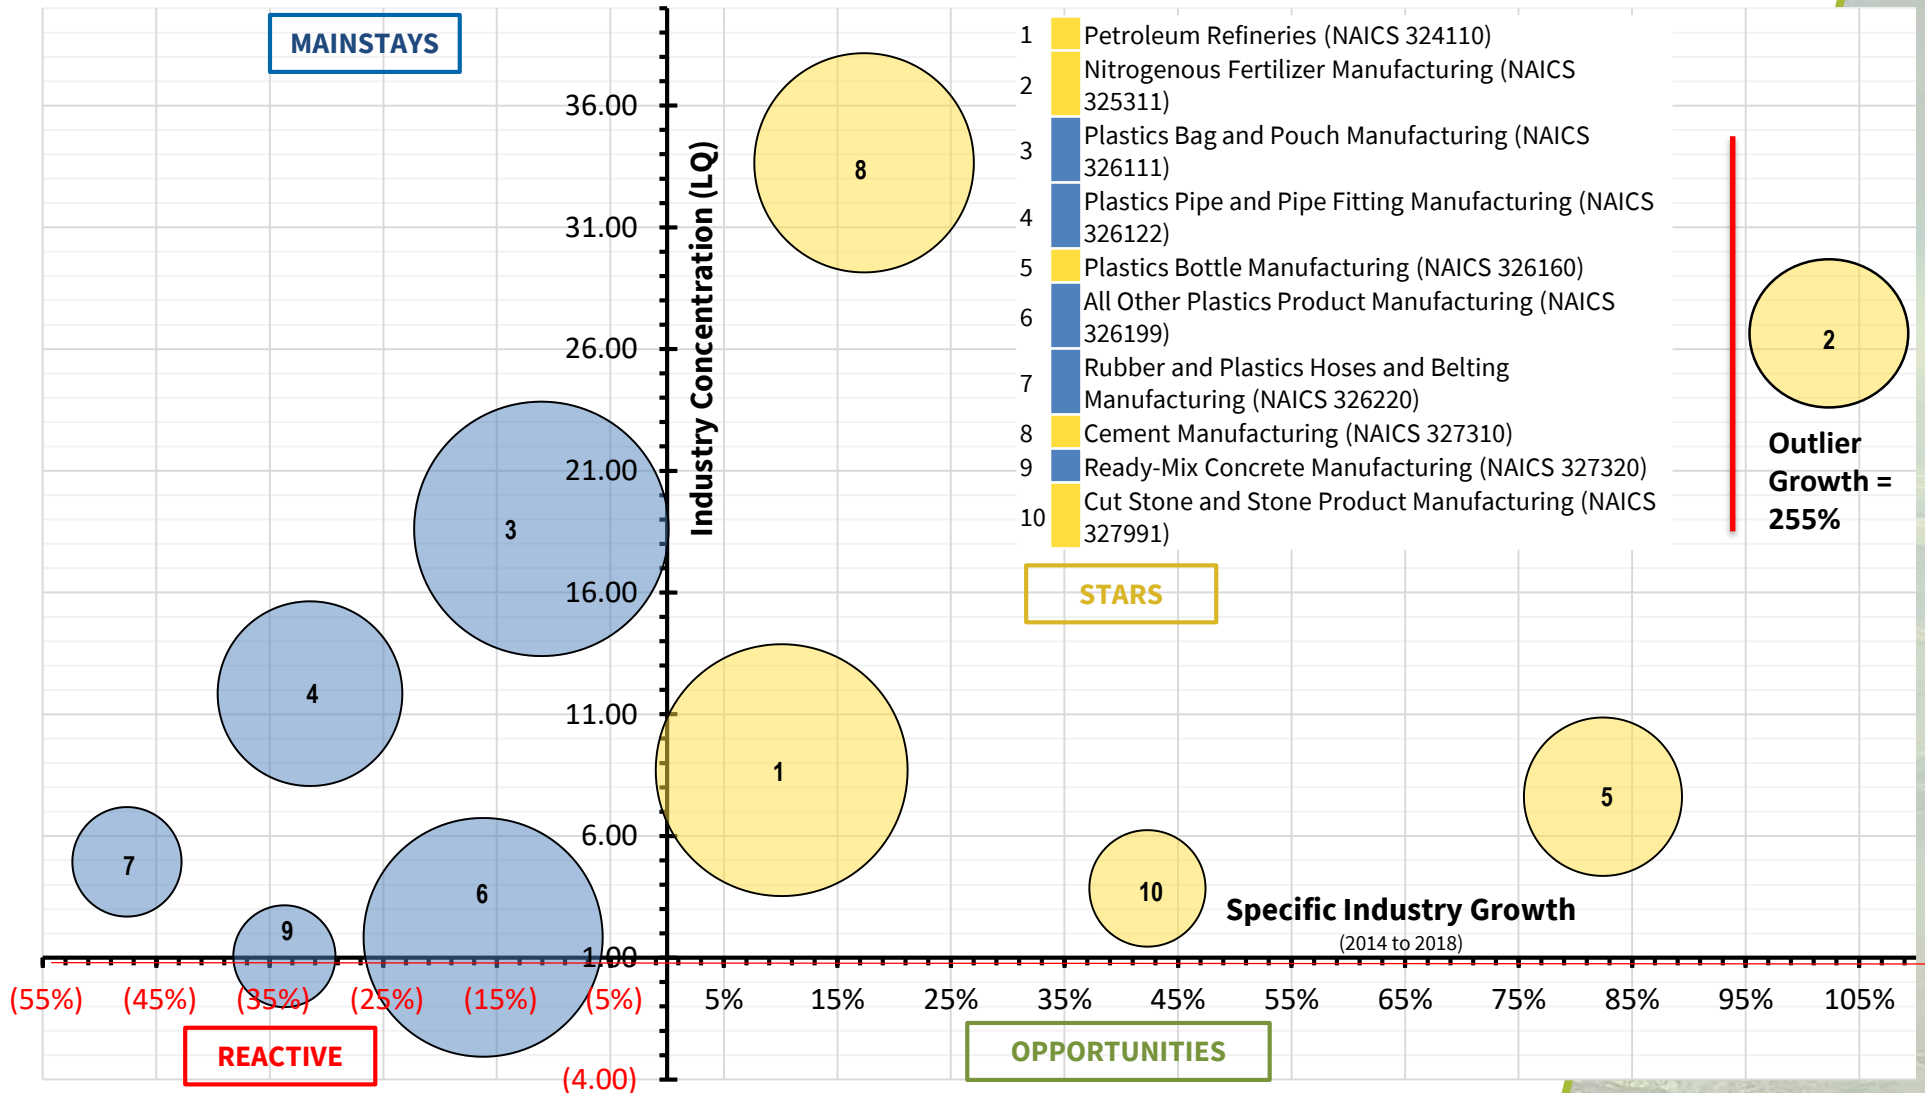 MAINSTAYS
1 Petroleum Refineries (NAICS 324110)
2 Nitrogenous Fertilizer Manufacturing (NAICS
325311)
3 Plastics Bag and Pouch Manufacturing (NAICS
326111)
4 Plastics Pipe and Pipe Fitting Manufacturing (NAICS
326122)
5 Plastics Bottle Manufacturing (NAICS 326160)
6 All Other Plastics Product Manufacturing (NAICS
326199)
7 Rubber and Plastics Hoses and Belting
Manufacturing (NAICS 326220)
8 Cement Manufacturing (NAICS 327310)
9 Ready-Mix Concrete Manufacturing (NAICS 327320)
10 Cut Stone and Stone Product Manufacturing (NAICS
327991)
36.00
31.00
26.00
21.00
16.00
11.00
6.00
1.00
(4.00)
Industry Concentration (LQ)
8
2
Outlier
Growth =
255%
3
STARS
4
1
5
7
6
10
9
Specific Industry Growth
(2014 to 2018)
(55%) (45%) (35%) (25%) (15%) (5%) 5% 15% 25% 35% 45% 55% 65% 75% 85% 95% 105%
REACTIVE
OPPORTUNITIES